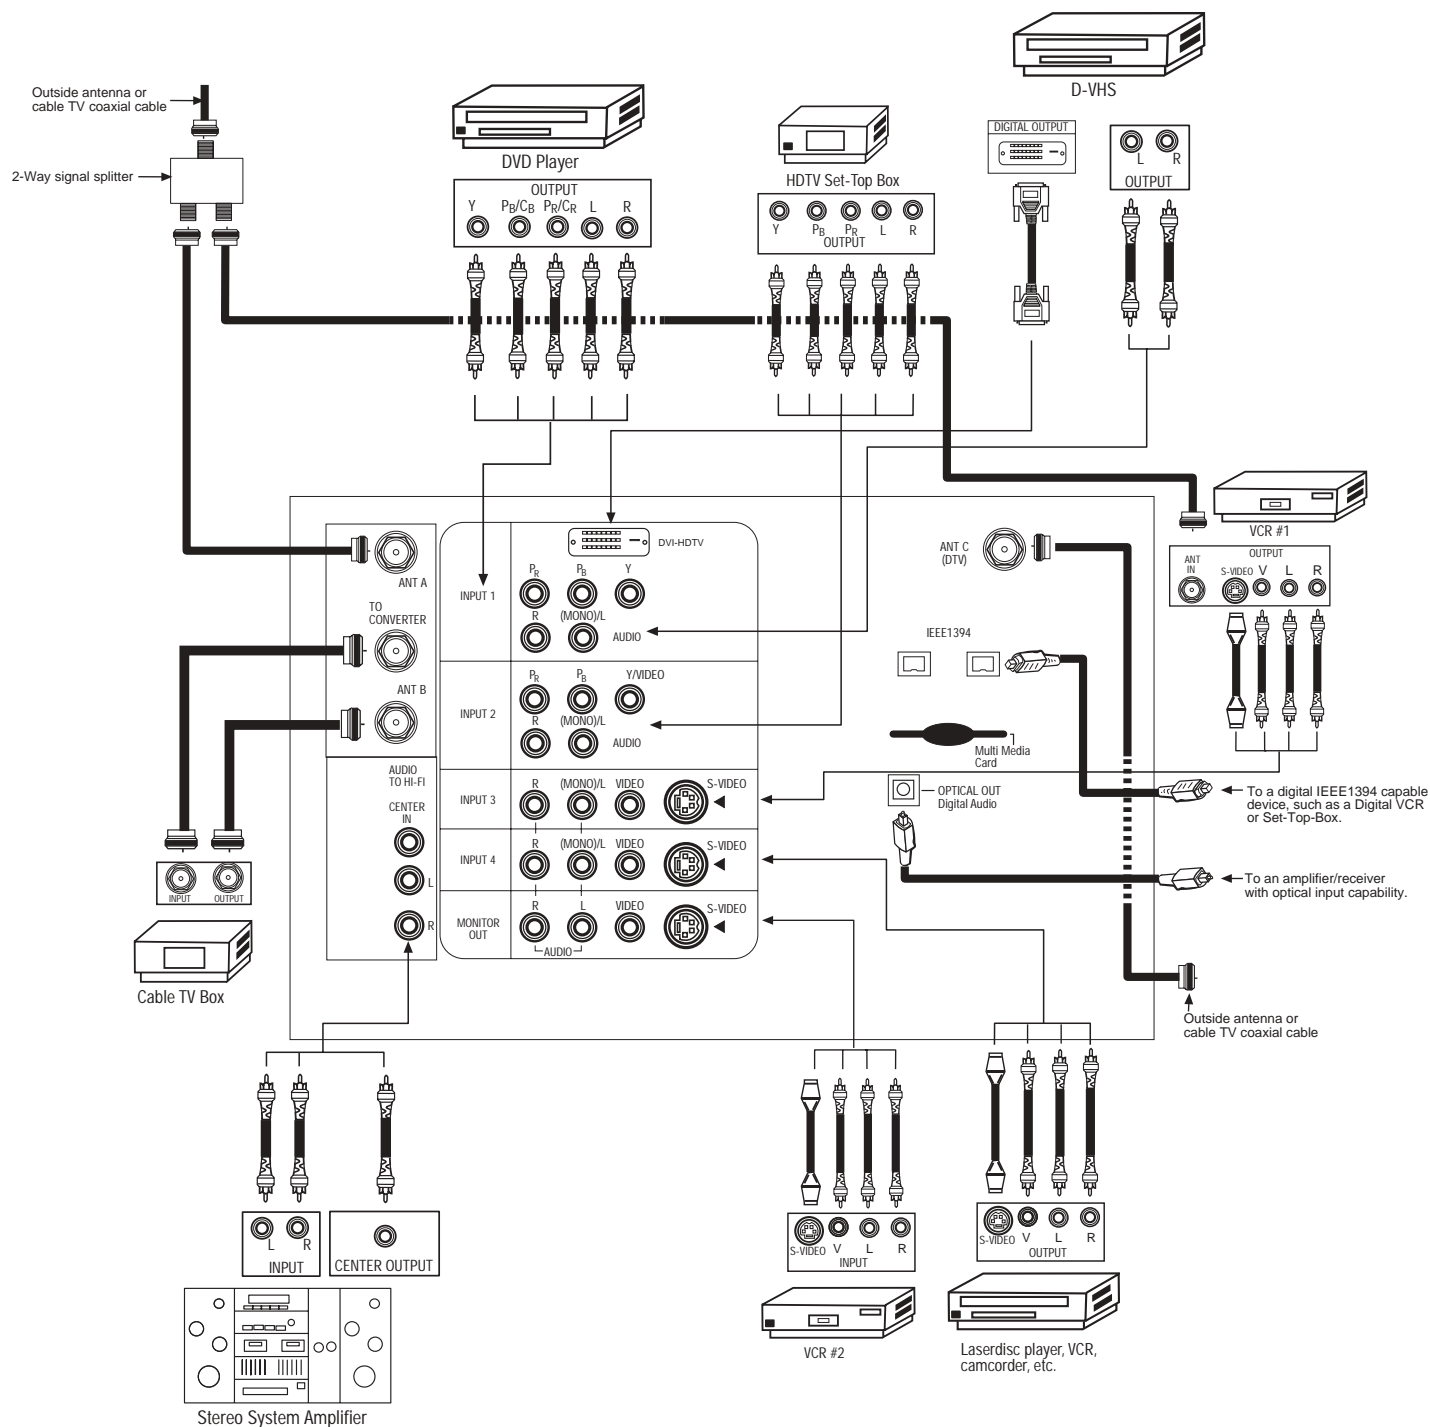 D-VHS
Outside antenna or
cable TV coaxial cable
2-Way signal splitter
DVD Player
OUTPUT
Y PB/CB PR/CR L R
HDTV Set-Top Box
Y PB PR L R
OUTPUT
DIGITAL OUTPUT
L R
OUTPUT
VCR #1
OUTPUT
ANT
IN
S-VIDEO V L R
ANT A
TO
CONVERTER
ANT B
AUDIO
TO HI-FI
CENTER
IN
L
R
DVI-HDTV
INPUT 1
PR PB Y
R (MONO)/L
AUDIO
INPUT 2
PR PB Y/VIDEO
R (MONO)/L
AUDIO
INPUT 3
R (MONO)/L VIDEO S-VIDEO
INPUT 4
R (MONO)/L VIDEO S-VIDEO
MONITOR
OUT
R L VIDEO S-VIDEO
AUDIO
ANT C
(DTV)
IEEE1394
Multi Media
Card
OPTICAL OUT
Digital Audio
To a digital IEEE1394 capable
device, such as a Digital VCR
or Set-Top-Box.
To an amplifier/receiver
with optical input capability.
Outside antenna or
cable TV coaxial cable
INPUT OUTPUT
Cable TV Box
L R
INPUT
CENTER OUTPUT
Stereo System Amplifier
S-VIDEO V L R
INPUT
VCR #2
S-VIDEO V L R
OUTPUT
Laserdisc player, VCR,
camcorder, etc.